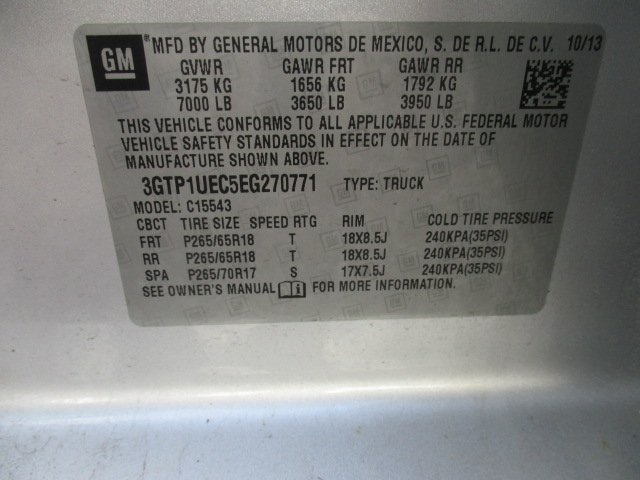 GM MFD BY GENERAL MOTORS DE MEXICO, S. DE R.L. DE C.V. 10/13
GVWR GAWR FRT GAWR RR
3175 KG 1656 KG 1792 KG
7000 LB 3650 LB 3950 LB
THIS VEHICLE CONFORMS TO ALL APPLICABLE U.S. FEDERAL MOTOR
VEHICLE SAFETY STANDARDS IN EFFECT ON THE DATE OF
MANUFACTURE SHOWN ABOVE.
3GTP1UEC5EG270771 TYPE: TRUCK
MODEL: C15543
CBCT TIRE SIZE SPEED RTG RIM COLD TIRE PRESSURE
FRT P265/65R18 T 18X8.5J 240KPA(35PSI)
RR P265/65R18 T 18X8.5J 240KPA(35PSI)
SPA P265/70R17 S 17X7.5J 240KPA(35PSI)
SEE OWNER'S MANUAL FOR MORE INFORMATION.